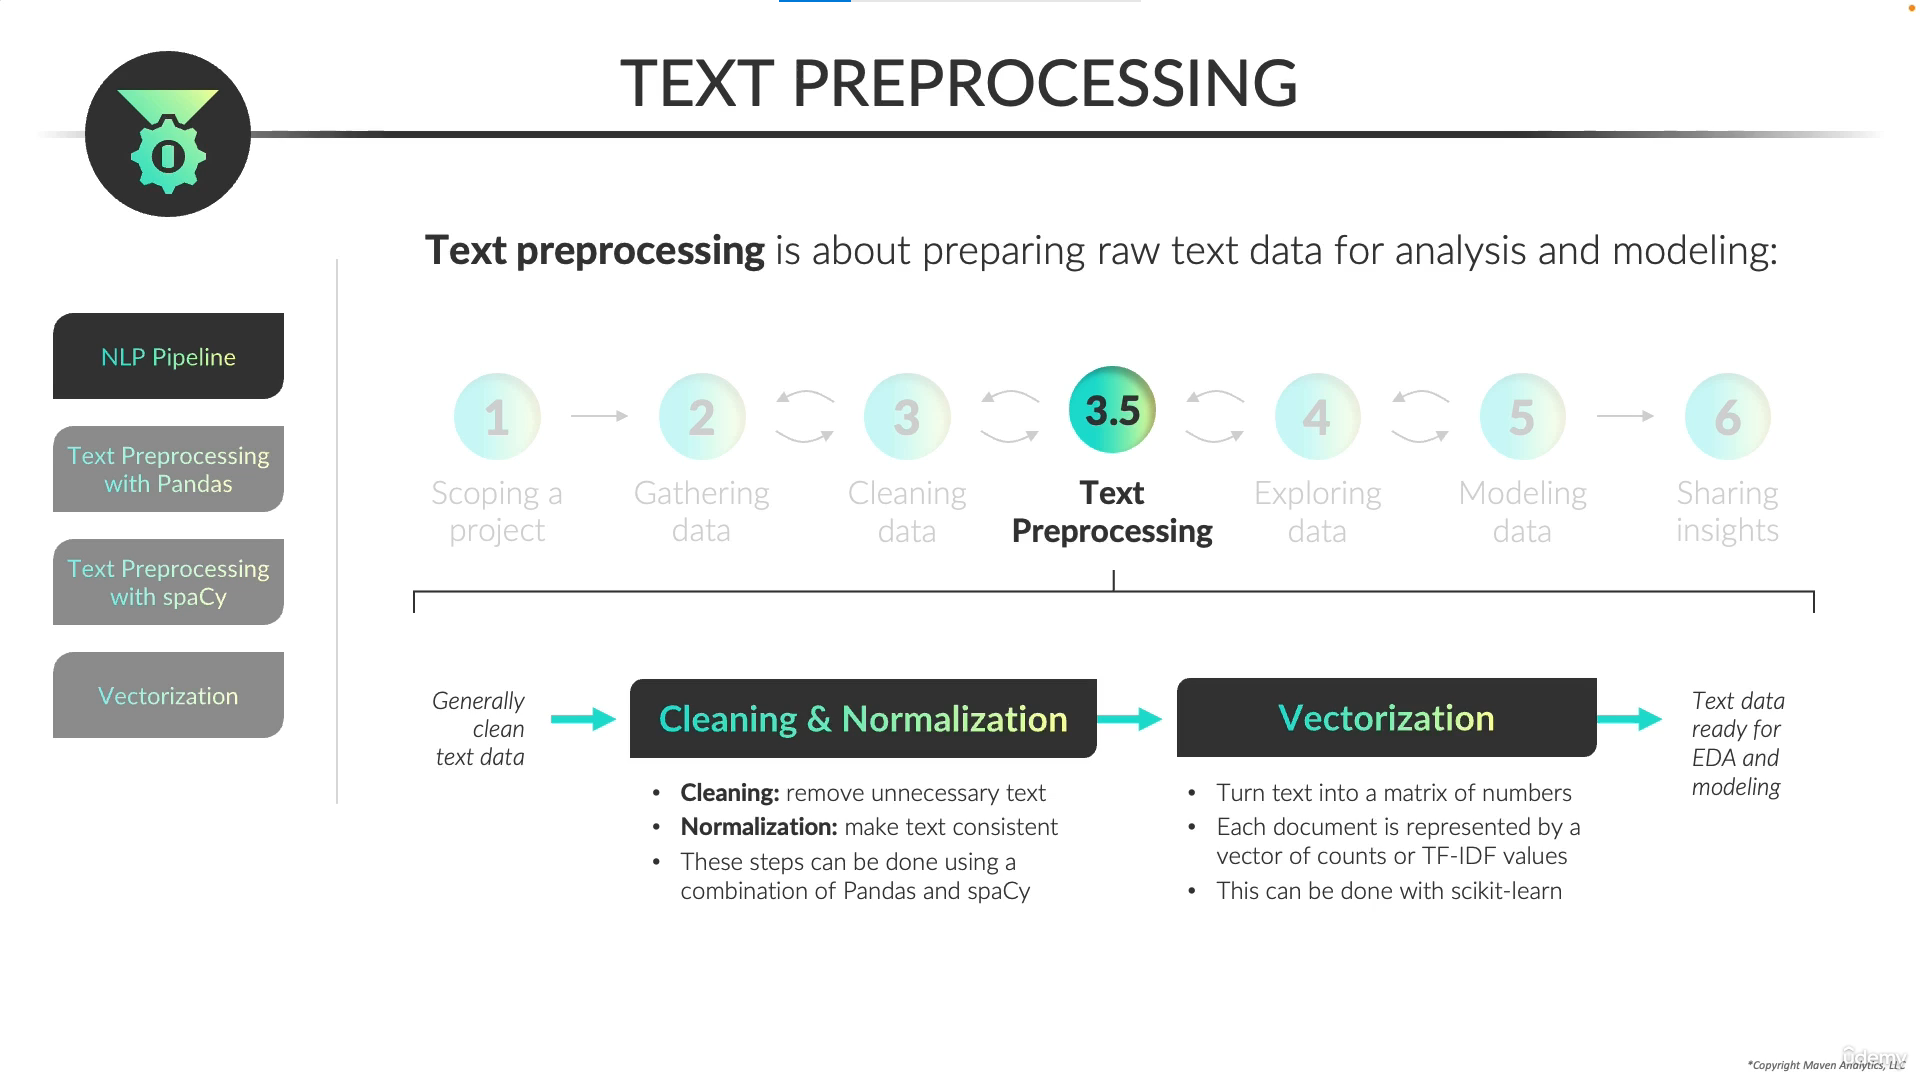 TEXT PREPROCESSING
Text preprocessing is about preparing raw text data for analysis and modeling:
NLP Pipeline
Text Preprocessing
with Pandas
Text Preprocessing
with spaCy
Vectorization
1
2
3
3.5
4
5
6
Scoping a
project
Gathering
data
Cleaning
data
Text
Preprocessing
Exploring
data
Modeling
data
Sharing
insights
Generally
clean
text data
Cleaning & Normalization
• Cleaning: remove unnecessary text
• Normalization: make text consistent
• These steps can be done using a
combination of Pandas and spaCy
Vectorization
• Turn text into a matrix of numbers
• Each document is represented by a
vector of counts or TF-IDF values
• This can be done with scikit-learn
Text data
ready for
EDA and
modeling
*Copyright Maven Analytics, LLC
ûdemy